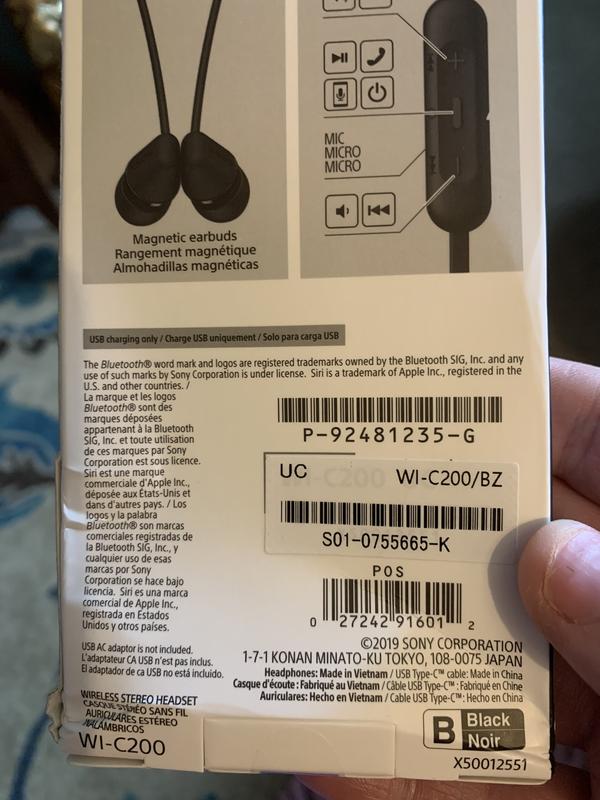 MIC
MICRO
MICRO
Magnetic earbuds
Rangement magnétique
Almohadillas magnéticas
USB charging only / Charge USB uniquement / Solo para carga USB
The Bluetooth® word mark and logos are registered trademarks owned by the Bluetooth SIG, Inc. and any
use of such marks by Sony Corporation is under license. Siri is a trademark of Apple Inc., registered in the
U.S. and other countries. /
La marque et les logos
Bluetooth® sont des
marques déposées
appartenant à la Bluetooth
SIG, Inc. et toute utilisation
de ces marques par Sony
Corporation est sous licence.
Siri est une marque
commerciale d'Apple Inc.,
déposée aux États-Unis et
dans d'autres pays. / Los
logos y la palabra
Bluetooth® son marcas
comerciales registradas de
la Bluetooth SIG, Inc., y
cualquier uso de esas
marcas por Sony
Corporation se hace bajo
licencia. Siri es una marca
comercial de Apple Inc.,
registrada en Estados
Unidos y otros países.
P-92481235-G
UC WI-C200/BZ
S01-0755665-K
POS
0 27242 91601 2
©2019 SONY CORPORATION
1-7-1 KONAN MINATO-KU TOKYO, 108-0075 JAPAN
Headphones: Made in Vietnam / USB Type-C™ cable: Made in China
Casque d'écoute : Fabriqué au Vietnam / Câble USB Type-C™ : Fabriqué en Chine
Auriculares: Hecho en Vietnam / Cable USB Type-C™: Hecho en China
USB AC adaptor is not included.
L'adaptateur CA USB n'est pas inclus.
El adaptador de ca USB no está incluido.
WIRELESS STEREO HEADSET
CASQUE STÉRÉO SANS FIL
AURICULARES ESTÉREO
INALÁMBRICOS
WI-C200
B Black
Noir
X50012551